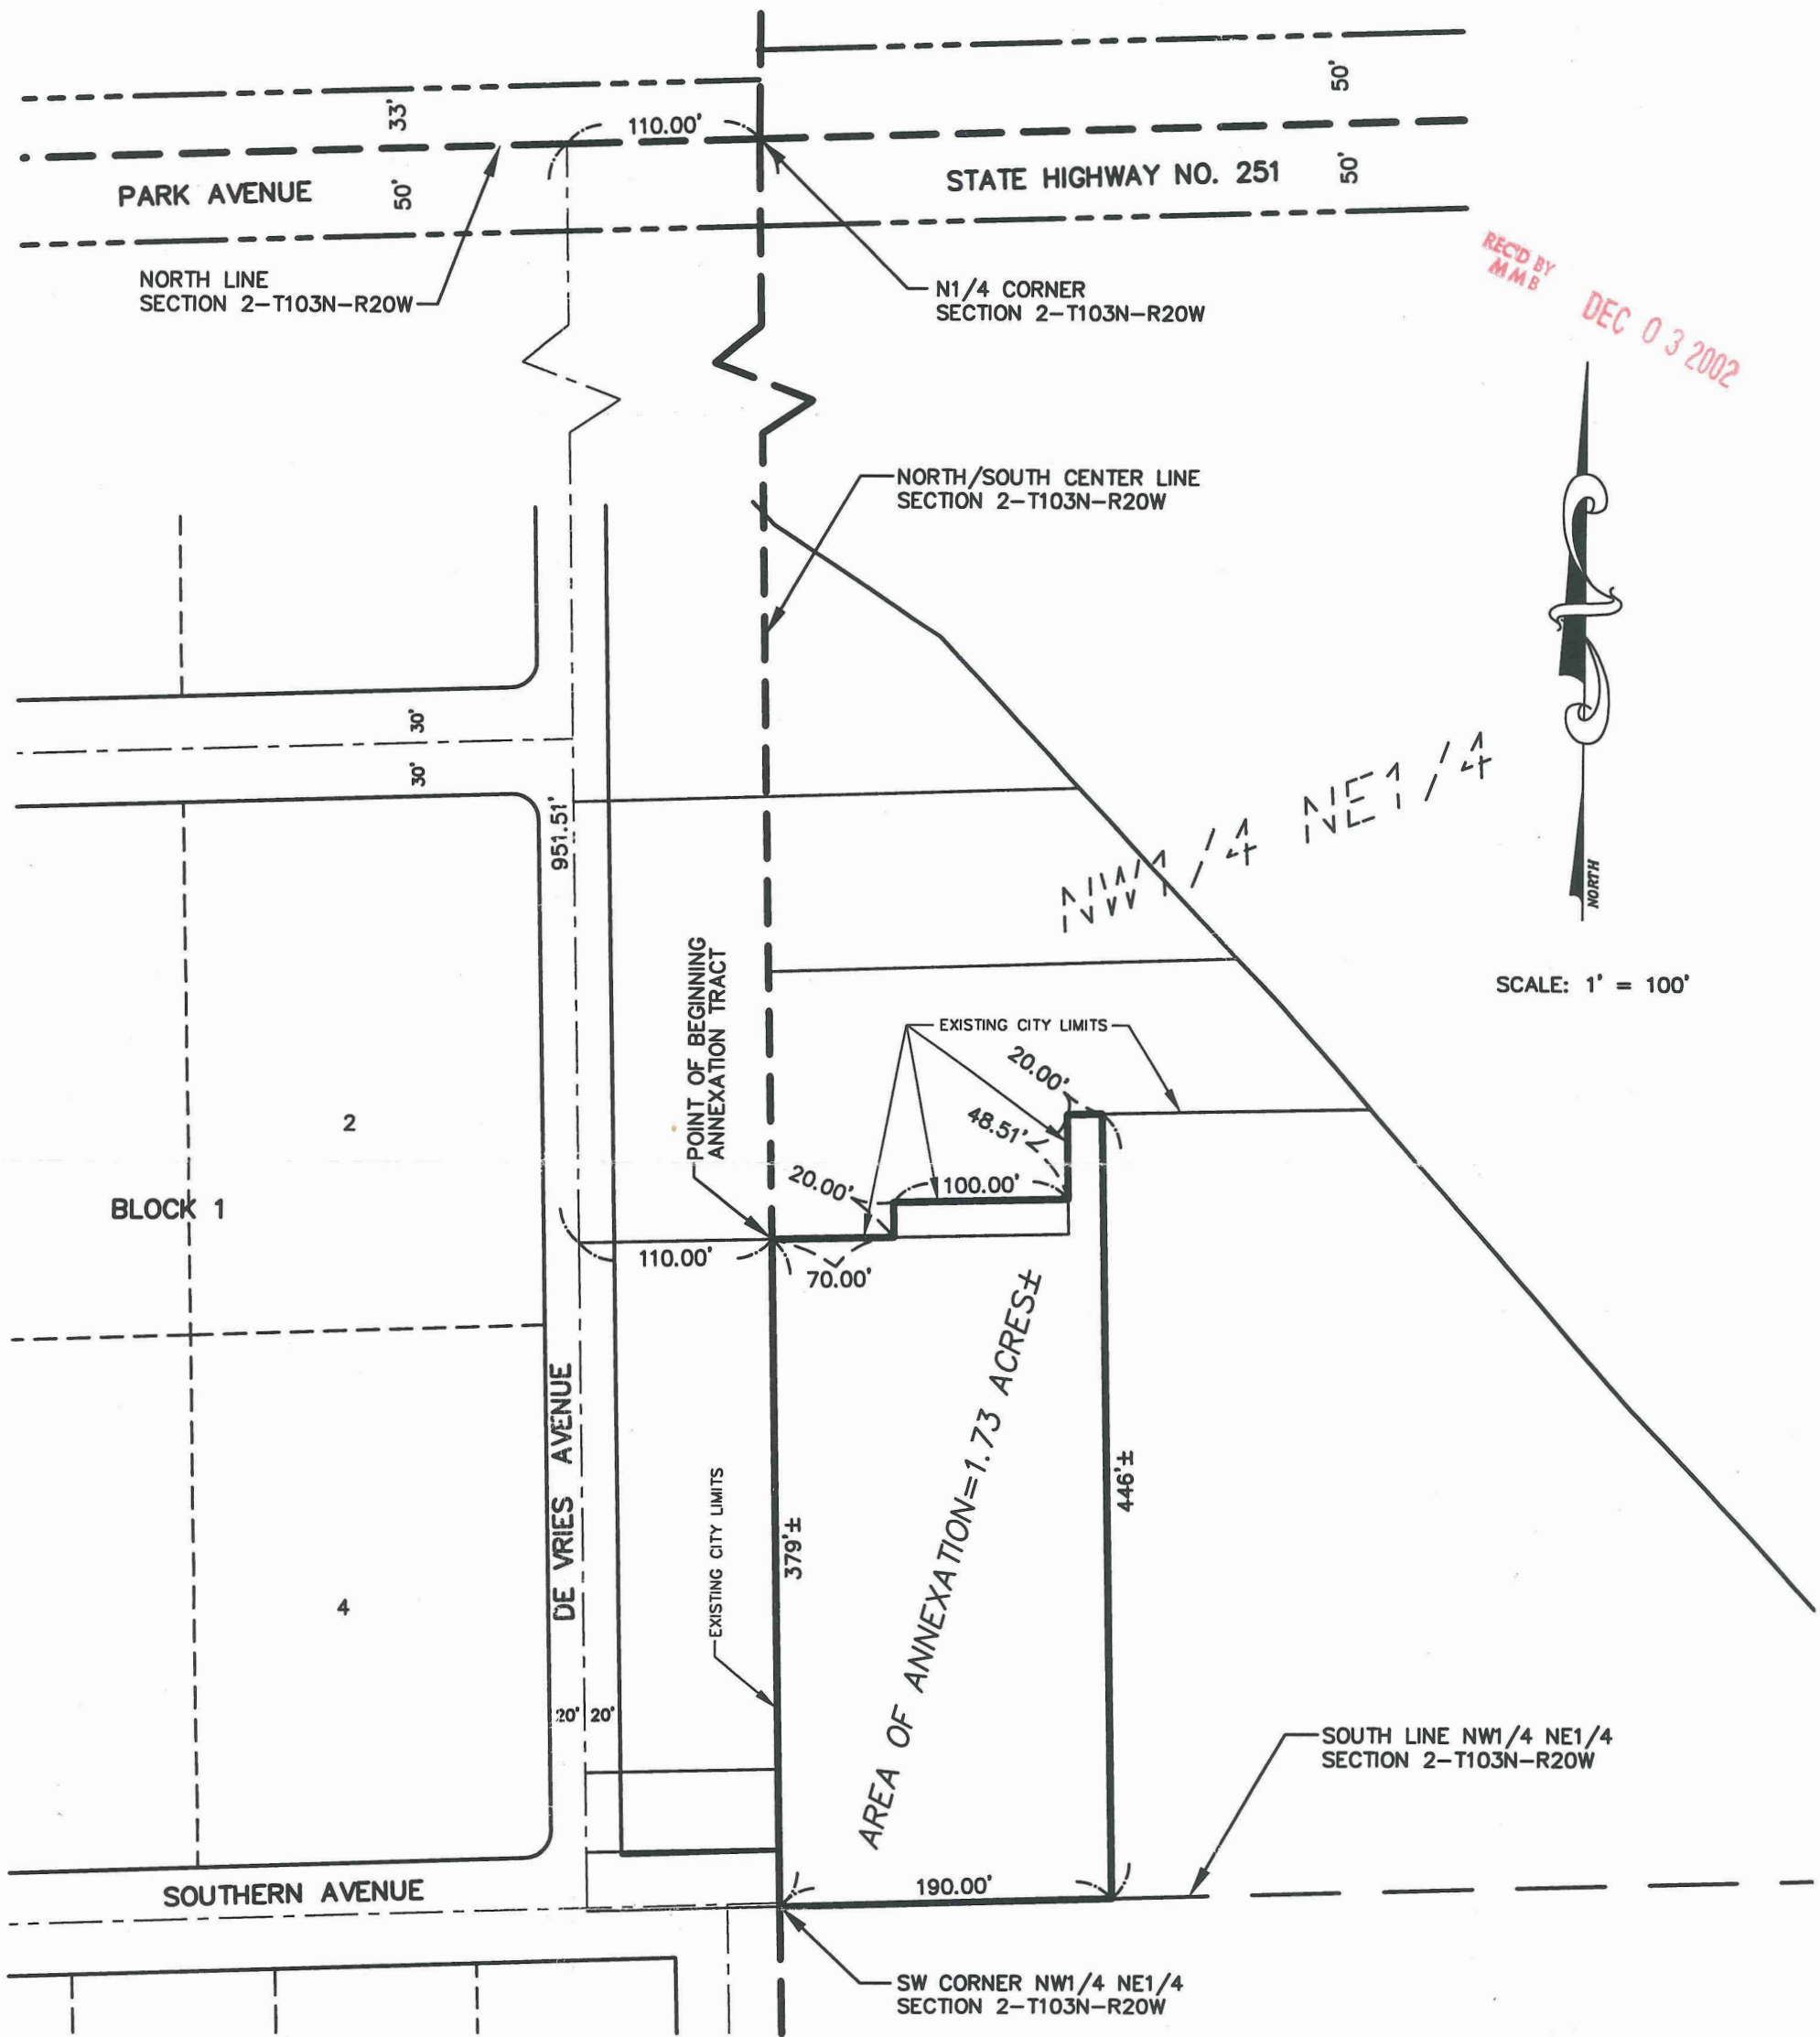 50'
33'
110.00'
PARK AVENUE
50'
STATE HIGHWAY NO. 251
50'
NORTH LINE
SECTION 2-T103N-R20W
N1/4 CORNER
SECTION 2-T103N-R20W
REC'D BY
MMB
DEC 03 2002
NORTH/SOUTH CENTER LINE
SECTION 2-T103N-R20W
30'
30'
951.51'
NW1/4 NE1/4
NORTH
SCALE: 1' = 100'
POINT OF BEGINNING
ANNEXATION TRACT
EXISTING CITY LIMITS
20.00'
48.51'
2
20.00'
100.00'
BLOCK 1
110.00'
70.00'
AREA OF ANNEXATION=1.73 ACRES±
DE VRIES AVENUE
EXISTING CITY LIMITS
379'±
446'±
4
20'
20'
SOUTH LINE NW1/4 NE1/4
SECTION 2-T103N-R20W
SOUTHERN AVENUE
190.00'
SW CORNER NW1/4 NE1/4
SECTION 2-T103N-R20W